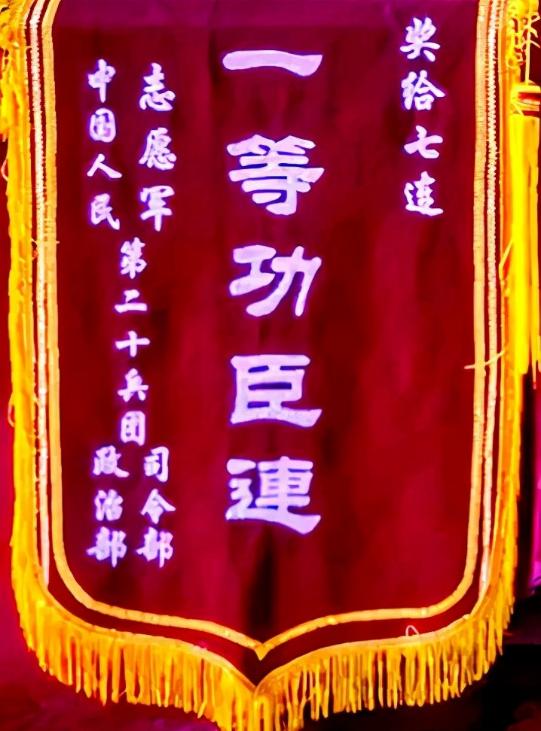 奖给七连
一等功臣連
中国人民
志愿军
第二十兵团
司令部
政治部